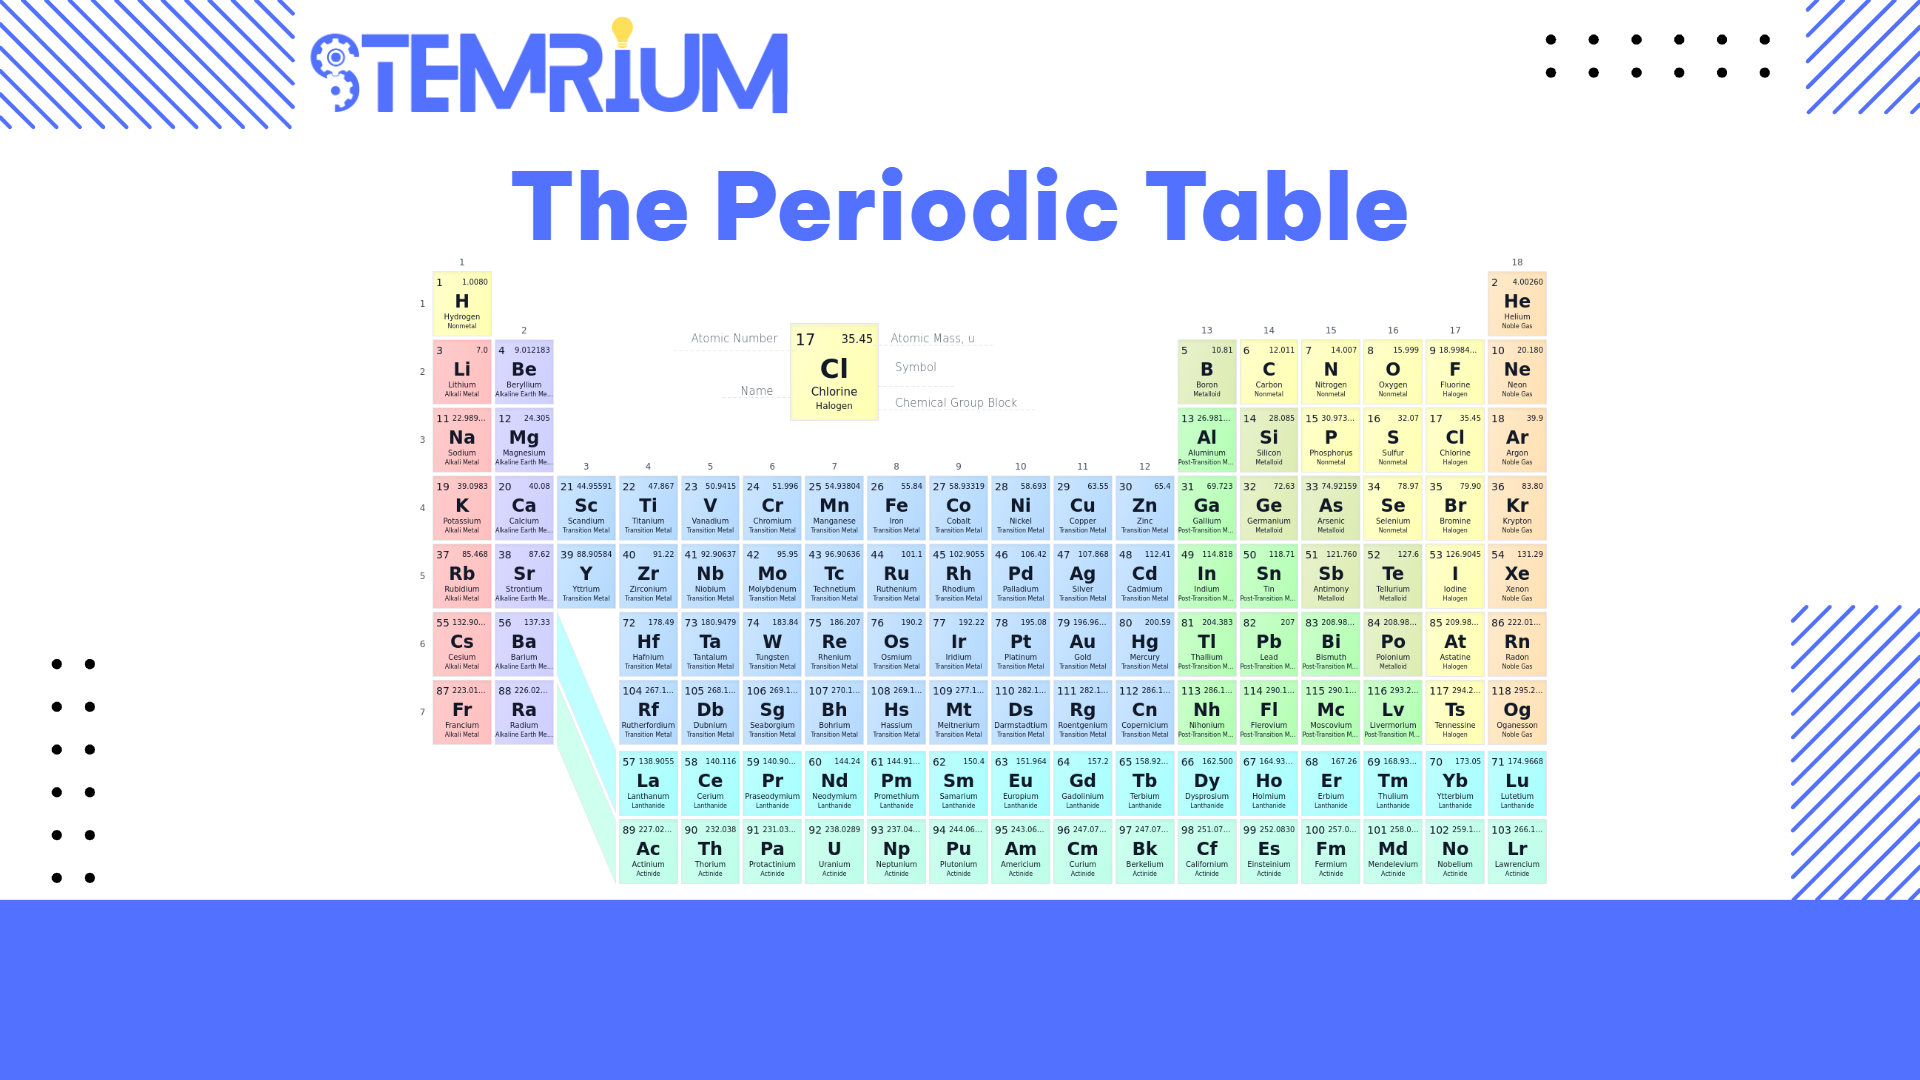 STEMRIUM
The Periodic Table
1 18
1 1.0080 2 4.00260
1 H He
Hydrogen Helium
Nonmetal Noble Gas
2 13 14 15 16 17
Atomic Number 17 35.45 Atomic Mass, u
Cl Symbol
Name Chlorine
Halogen Chemical Group Block
3 7.0 4 9.012183 5 10.81 6 12.011 7 14.007 8 15.999 9 18.9984... 10 20.180
2 Li Be B C N O F Ne
Lithium Beryllium Boron Carbon Nitrogen Oxygen Fluorine Neon
Alkali Metal Alkaline Earth Me... Metalloid Nonmetal Nonmetal Nonmetal Halogen Noble Gas
11 22.989... 12 24.305 13 26.981... 14 28.085 15 30.973... 16 32.07 17 35.45 18 39.9
3 Na Mg Al Si P S Cl Ar
Sodium Magnesium Aluminum Silicon Phosphorus Sulfur Chlorine Argon
Alkali Metal Alkaline Earth Me... Post-Transition M... Metalloid Nonmetal Nonmetal Halogen Noble Gas
3 4 5 6 7 8 9 10 11 12
19 39.0983 20 40.08 21 44.95591 22 47.867 23 50.9415 24 51.996 25 54.93804 26 55.84 27 58.93319 28 58.693 29 63.55 30 65.4 31 69.723 32 72.63 33 74.92159 34 78.97 35 79.90 36 83.80
4 K Ca Sc Ti V Cr Mn Fe Co Ni Cu Zn Ga Ge As Se Br Kr
Potassium Calcium Scandium Titanium Vanadium Chromium Manganese Iron Cobalt Nickel Copper Zinc Gallium Germanium Arsenic Selenium Bromine Krypton
Alkali Metal Alkaline Earth Me... Transition Metal Transition Metal Transition Metal Transition Metal Transition Metal Transition Metal Transition Metal Transition Metal Transition Metal Transition Metal Post-Transition M... Metalloid Metalloid Nonmetal Halogen Noble Gas
37 85.468 38 87.62 39 88.90584 40 91.22 41 92.90637 42 95.95 43 96.90636 44 101.1 45 102.9055 46 106.42 47 107.868 48 112.41 49 114.818 50 118.71 51 121.760 52 127.6 53 126.9045 54 131.29
5 Rb Sr Y Zr Nb Mo Tc Ru Rh Pd Ag Cd In Sn Sb Te I Xe
Rubidium Strontium Yttrium Zirconium Niobium Molybdenum Technetium Ruthenium Rhodium Palladium Silver Cadmium Indium Tin Antimony Tellurium Iodine Xenon
Alkali Metal Alkaline Earth Me... Transition Metal Transition Metal Transition Metal Transition Metal Transition Metal Transition Metal Transition Metal Transition Metal Transition Metal Transition Metal Post-Transition M... Post-Transition M... Metalloid Metalloid Halogen Noble Gas
55 132.90... 56 137.33 72 178.49 73 180.9479 74 183.84 75 186.207 76 190.2 77 192.22 78 195.08 79 196.96... 80 200.59 81 204.383 82 207 83 208.98... 84 208.98... 85 209.98... 86 222.01...
6 Cs Ba Hf Ta W Re Os Ir Pt Au Hg Tl Pb Bi Po At Rn
Cesium Barium Hafnium Tantalum Tungsten Rhenium Osmium Iridium Platinum Gold Mercury Thallium Lead Bismuth Polonium Astatine Radon
Alkali Metal Alkaline Earth Me... Transition Metal Transition Metal Transition Metal Transition Metal Transition Metal Transition Metal Transition Metal Transition Metal Transition Metal Post-Transition M... Post-Transition M... Post-Transition M... Metalloid Halogen Noble Gas
87 223.01... 88 226.02... 104 267.1... 105 268.1... 106 269.1... 107 270.1... 108 269.1... 109 277.1... 110 282.1... 111 282.1... 112 286.1... 113 286.1... 114 290.1... 115 290.1... 116 293.2... 117 294.2... 118 295.2...
7 Fr Ra Rf Db Sg Bh Hs Mt Ds Rg Cn Nh Fl Mc Lv Ts Og
Francium Radium Rutherfordium Dubnium Seaborgium Bohrium Hassium Meitnerium Darmstadtium Roentgenium Copernicium Nihonium Flerovium Moscovium Livermorium Tennessine Oganesson
Alkali Metal Alkaline Earth Me... Transition Metal Transition Metal Transition Metal Transition Metal Transition Metal Transition Metal Transition Metal Transition Metal Transition Metal Post-Transition M... Post-Transition M... Post-Transition M... Post-Transition M... Halogen Noble Gas
57 138.9055 58 140.116 59 140.90... 60 144.24 61 144.91... 62 150.4 63 151.964 64 157.2 65 158.92... 66 162.500 67 164.93... 68 167.26 69 168.93... 70 173.05 71 174.9668
La Ce Pr Nd Pm Sm Eu Gd Tb Dy Ho Er Tm Yb Lu
Lanthanum Cerium Praseodymium Neodymium Promethium Samarium Europium Gadolinium Terbium Dysprosium Holmium Erbium Thulium Ytterbium Lutetium
Lanthanide Lanthanide Lanthanide Lanthanide Lanthanide Lanthanide Lanthanide Lanthanide Lanthanide Lanthanide Lanthanide Lanthanide Lanthanide Lanthanide Lanthanide
89 227.02... 90 232.038 91 231.03... 92 238.0289 93 237.04... 94 244.06... 95 243.06... 96 247.07... 97 247.07... 98 251.07... 99 252.0830 100 257.0... 101 258.0... 102 259.1... 103 266.1...
Ac Th Pa U Np Pu Am Cm Bk Cf Es Fm Md No Lr
Actinium Thorium Protactinium Uranium Neptunium Plutonium Americium Curium Berkelium Californium Einsteinium Fermium Mendelevium Nobelium Lawrencium
Actinide Actinide Actinide Actinide Actinide Actinide Actinide Actinide Actinide Actinide Actinide Actinide Actinide Actinide Actinide